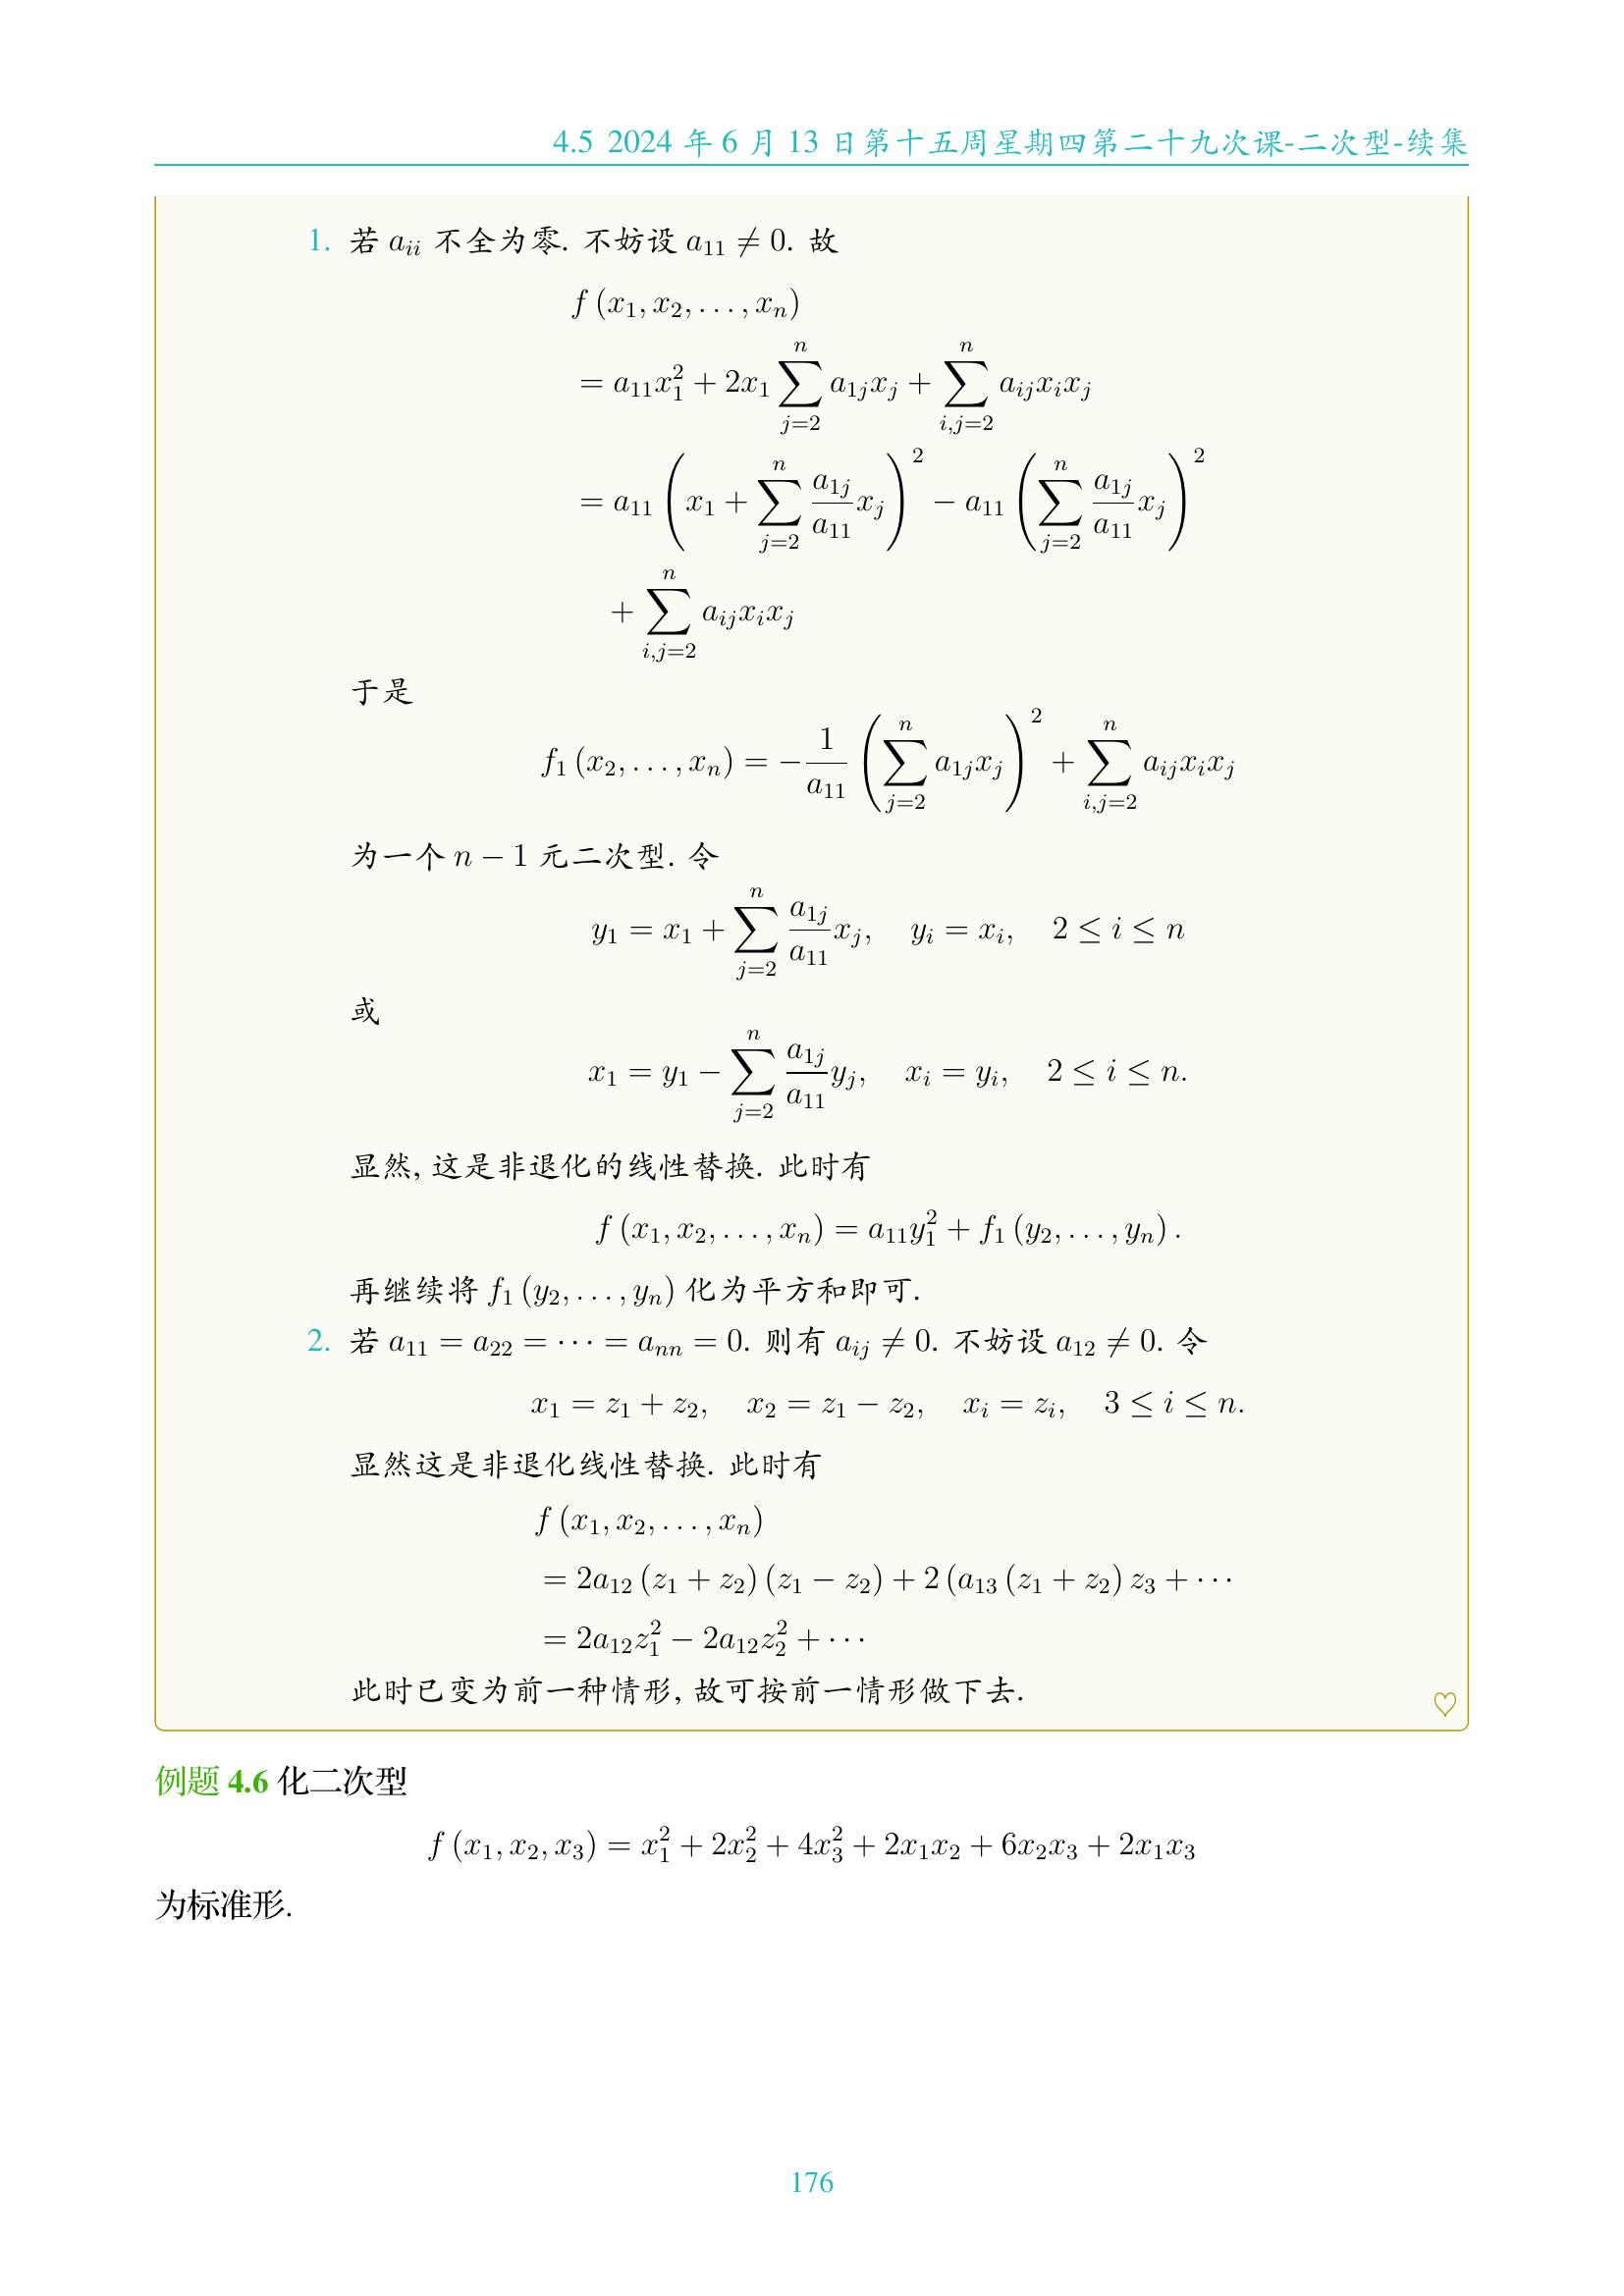 4.5 2024 年 6 月 13 日第十五周星期四第二十九次课-二次型-续集
1. 若 $a_{ii}$ 不全为零. 不妨设 $a_{11} \neq 0$. 故
$f(x_1, x_2, \ldots, x_n)$
$= a_{11}x_1^2 + 2x_1 \sum_{j=2}^{n} a_{1j}x_j + \sum_{i,j=2}^{n} a_{ij}x_ix_j$
$= a_{11} \left( x_1 + \sum_{j=2}^{n} \frac{a_{1j}}{a_{11}} x_j \right)^2 - a_{11} \left( \sum_{j=2}^{n} \frac{a_{1j}}{a_{11}} x_j \right)^2$
$+ \sum_{i,j=2}^{n} a_{ij}x_ix_j$
于是
$f_1(x_2, \ldots, x_n) = -\frac{1}{a_{11}} \left( \sum_{j=2}^{n} a_{1j}x_j \right)^2 + \sum_{i,j=2}^{n} a_{ij}x_ix_j$
为一个 $n-1$ 元二次型. 令
$y_1 = x_1 + \sum_{j=2}^{n} \frac{a_{1j}}{a_{11}} x_j, \quad y_i = x_i, \quad 2 \leq i \leq n$
或
$x_1 = y_1 - \sum_{j=2}^{n} \frac{a_{1j}}{a_{11}} y_j, \quad x_i = y_i, \quad 2 \leq i \leq n.$
显然, 这是非退化的线性替换. 此时有
$f(x_1, x_2, \ldots, x_n) = a_{11}y_1^2 + f_1(y_2, \ldots, y_n).$
再继续将 $f_1(y_2, \ldots, y_n)$ 化为平方和即可.
2. 若 $a_{11} = a_{22} = \cdots = a_{nn} = 0$. 则有 $a_{ij} \neq 0$. 不妨设 $a_{12} \neq 0$. 令
$x_1 = z_1 + z_2, \quad x_2 = z_1 - z_2, \quad x_i = z_i, \quad 3 \leq i \leq n.$
显然这是非退化线性替换. 此时有
$f(x_1, x_2, \ldots, x_n)$
$= 2a_{12}(z_1 + z_2)(z_1 - z_2) + 2(a_{13}(z_1 + z_2)z_3 + \cdots$
$= 2a_{12}z_1^2 - 2a_{12}z_2^2 + \cdots$
此时已变为前一种情形, 故可按前一情形做下去.
♡
例题 4.6 化二次型
$f(x_1, x_2, x_3) = x_1^2 + 2x_2^2 + 4x_3^2 + 2x_1x_2 + 6x_2x_3 + 2x_1x_3$
为标准形.
176